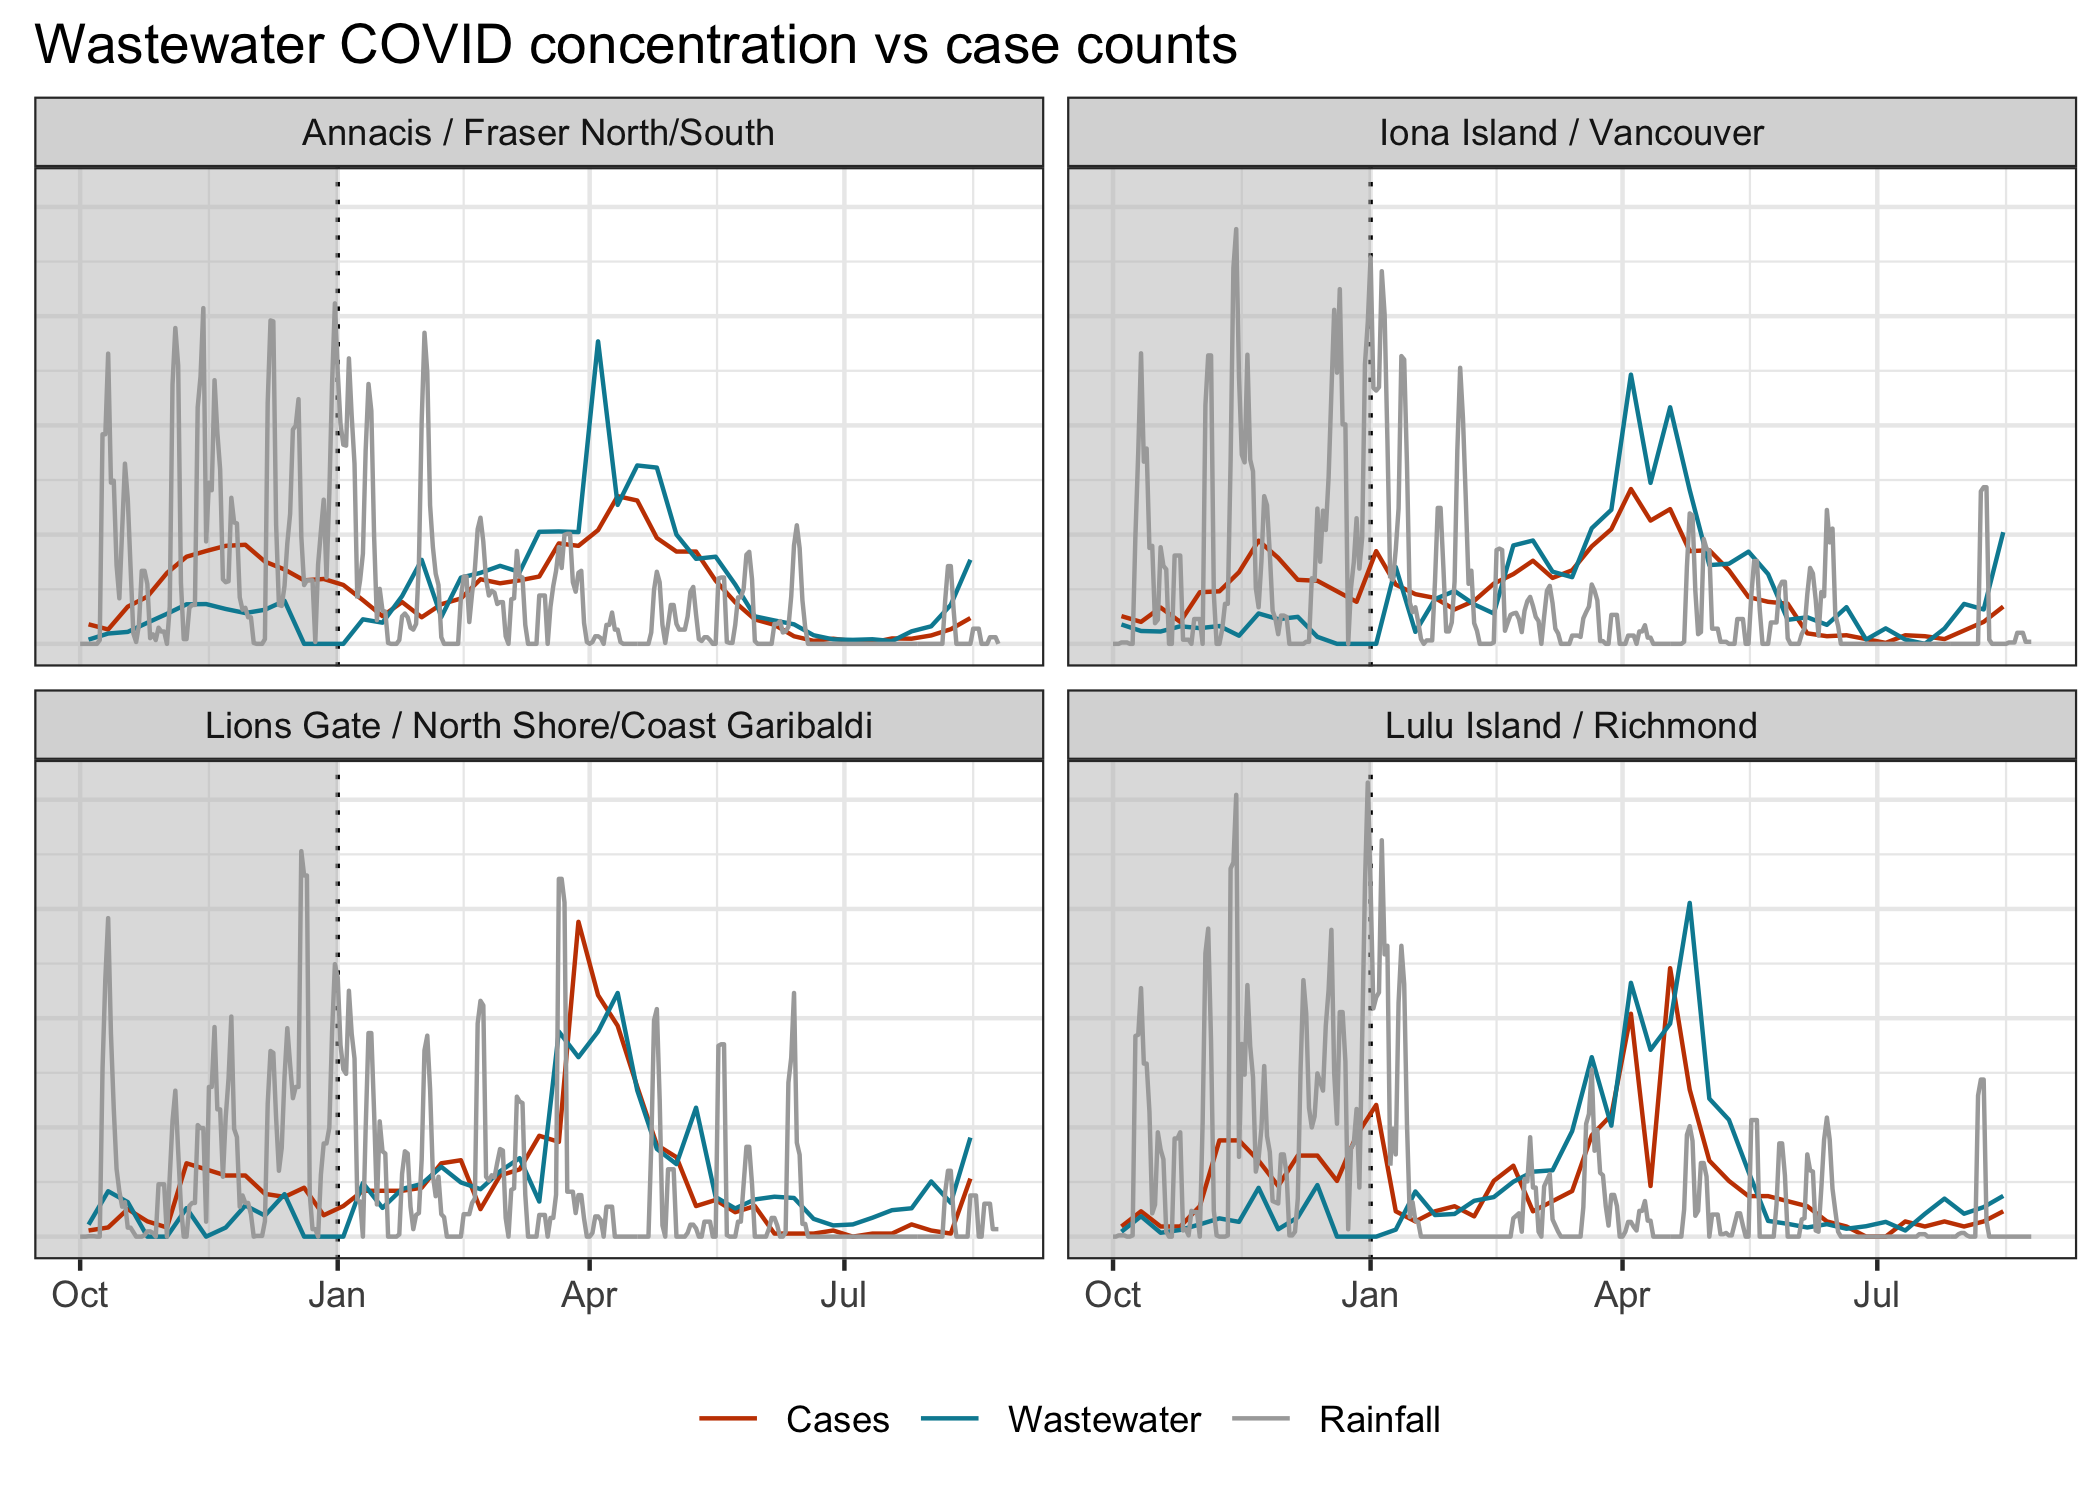 Wastewater COVID concentration vs case counts
Annacis / Fraser North/South
Iona Island / Vancouver
Lions Gate / North Shore/Coast Garibaldi
Lulu Island / Richmond
Oct Jan Apr Jul
Oct Jan Apr Jul
Cases Wastewater Rainfall